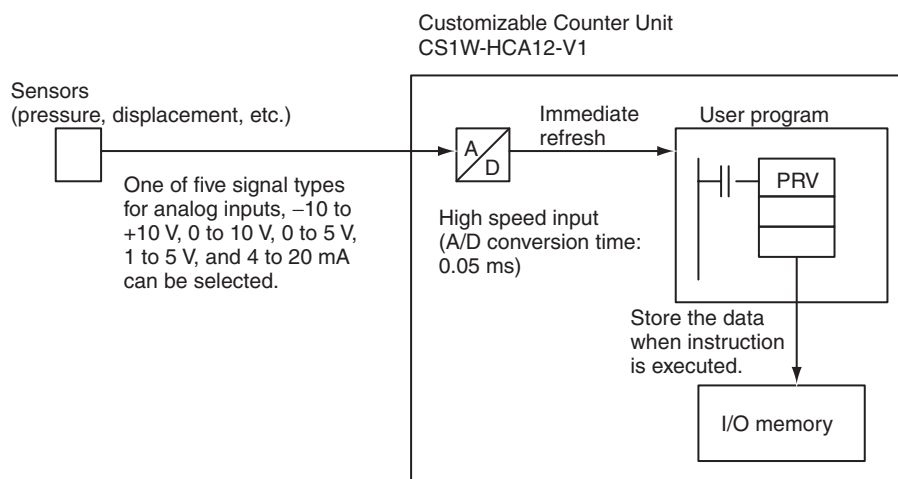 Customizable Counter Unit
CS1W-HCA12-V1
Sensors
(pressure, displacement, etc.)
Immediate
refresh
User program
A
D
PRV
One of five signal types
for analog inputs, −10 to
+10 V, 0 to 10 V, 0 to 5 V,
1 to 5 V, and 4 to 20 mA
can be selected.
High speed input
(A/D conversion time:
0.05 ms)
Store the data
when instruction
is executed.
I/O memory